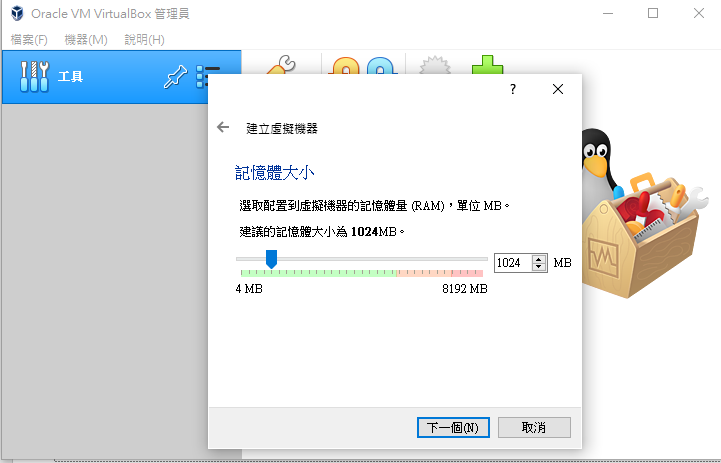 Oracle VM VirtualBox 管理員
檔案(F) 機器(M) 說明(H)
工具
?
建立虛擬機器
記憶體大小
選取配置到虛擬機器的記憶體量 (RAM)，單位 MB。
建議的記憶體大小為 1024MB。
1024 MB
4 MB 8192 MB
下一個(N) 取消